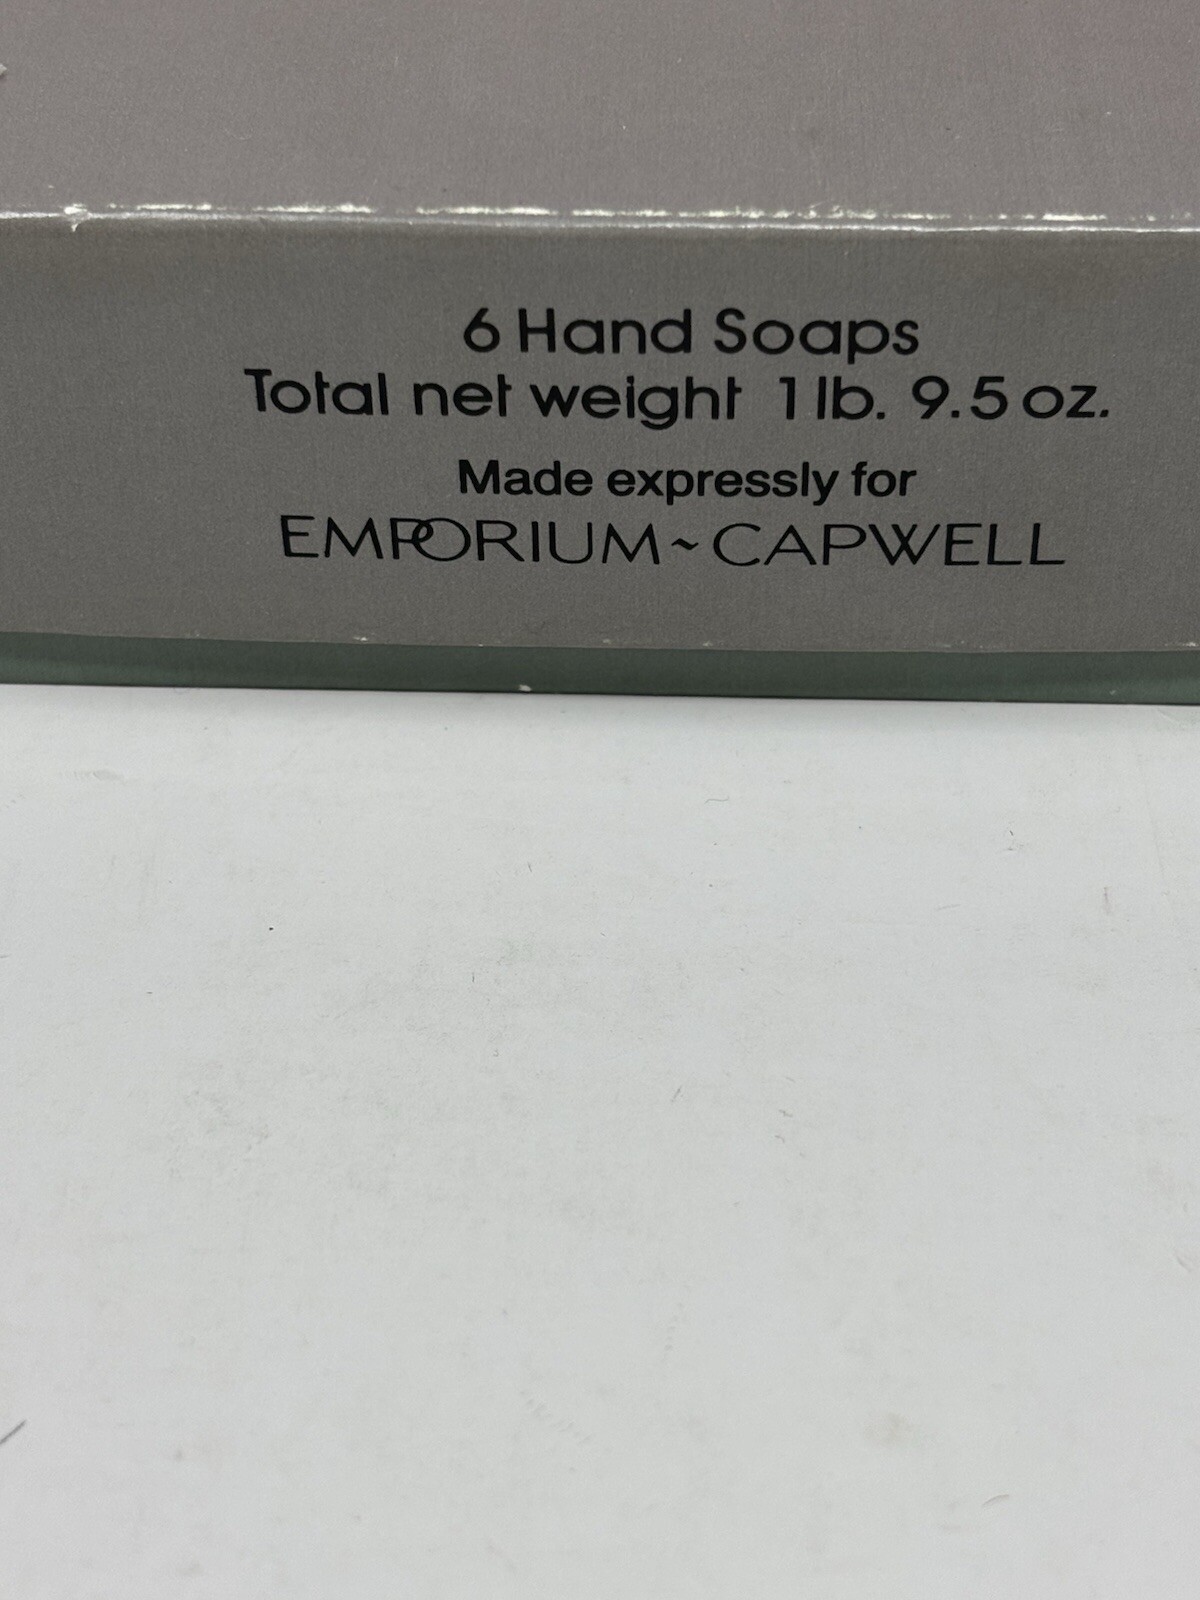 6 Hand Soaps
Total net weight 1 lb. 9.5 oz.
Made expressly for
EMPORIUM~CAPWELL